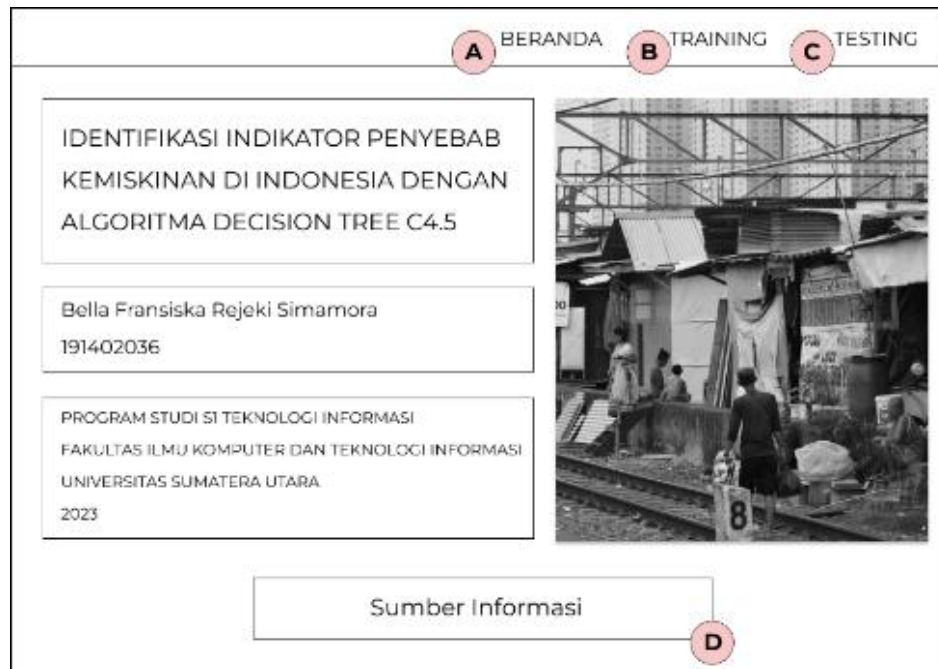 A BERANDA B TRAINING C TESTING
IDENTIFIKASI INDIKATOR PENYEBAB
KEMISKINAN DI INDONESIA DENGAN
ALGORITMA DECISION TREE C4.5
Bella Fransiska Rejeki Simamora
191402036
PROGRAM STUDI S1 TEKNOLOGI INFORMASI
FAKULTAS ILMU KOMPUTER DAN TEKNOLOGI INFORMASI
UNIVERSITAS SUMATERA UTARA
2023
8
Sumber Informasi
D